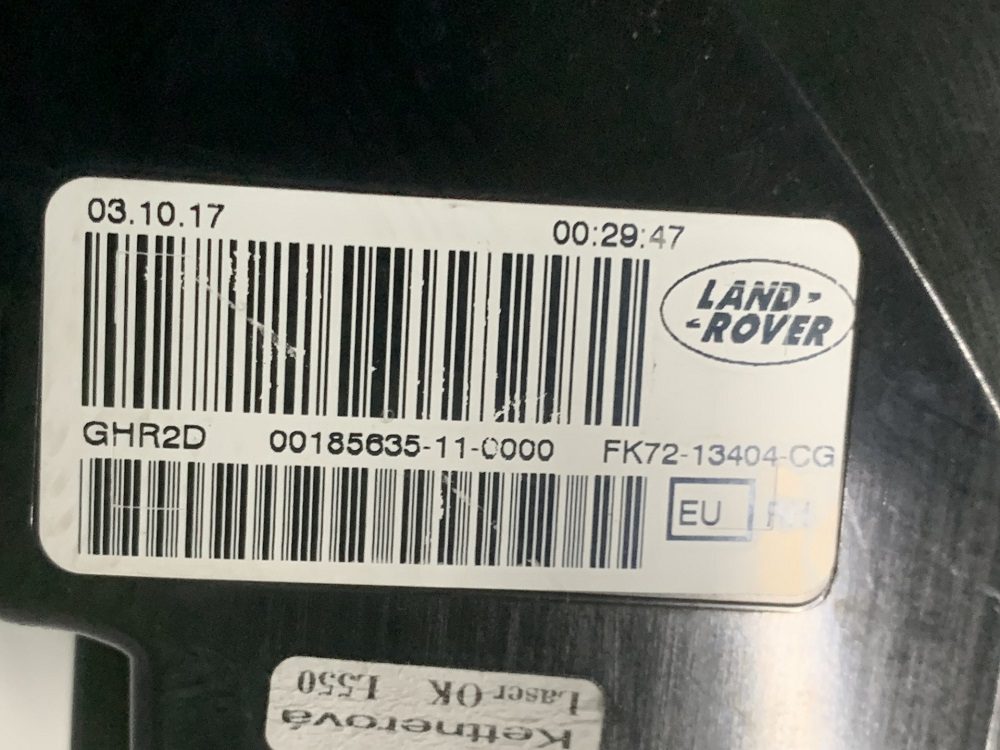 03.10.17 00:29:47
LAND-
-ROVER
GHR2D 00185635-11-0000 FK72-13404-CG
EU
Kettnerová
Laser OK L550